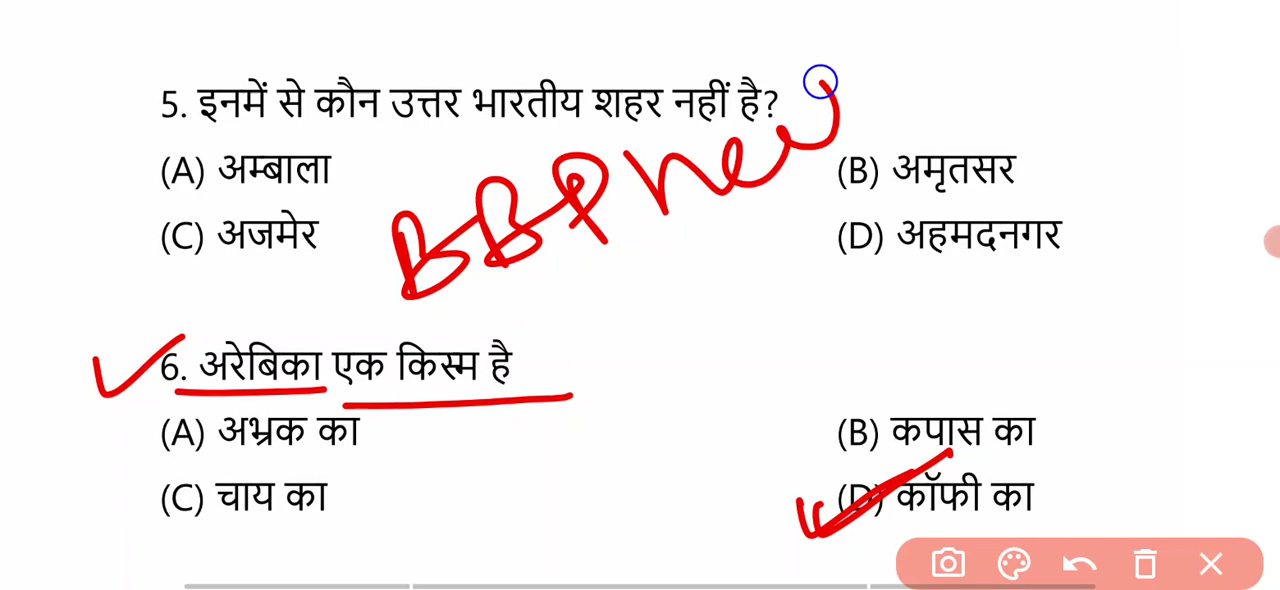 5. इनमें से कौन उत्तर भारतीय शहर नहीं है?
(A) अम्बाला (B) अमृतसर
BBP new
(C) अजमेर (D) अहमदनगर
6. अरेबिका एक किस्म है
(A) अभ्रक का (B) कपास का
(C) चाय का (D) कॉफी का